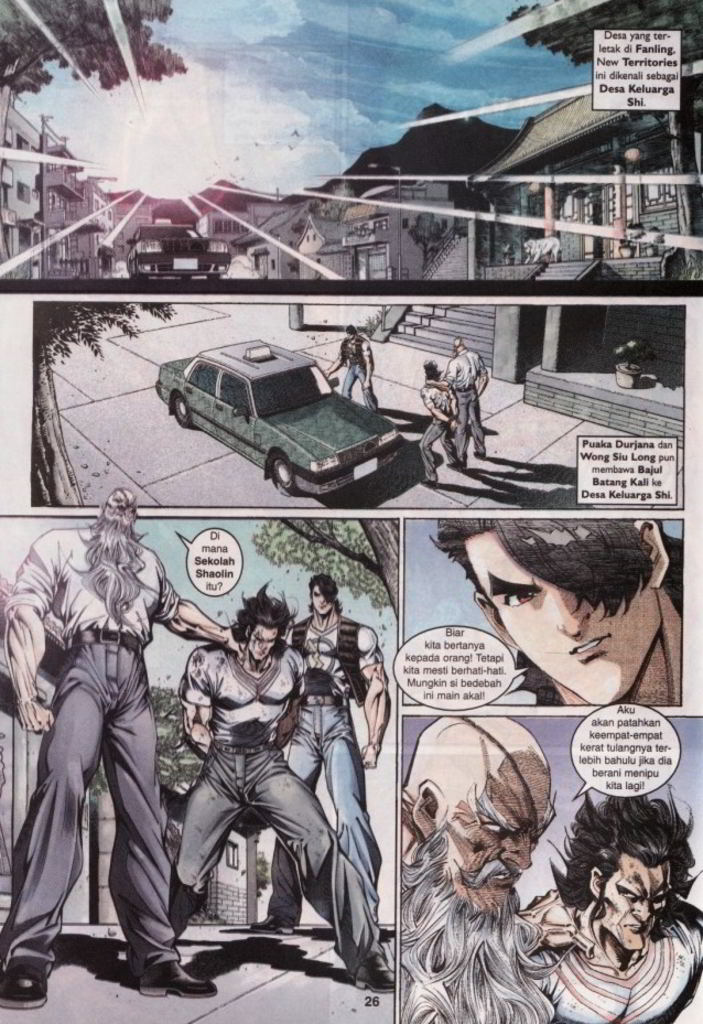 Desa yang ter-
letak di Fanling,
New Territories
ini dikenali sebagai
Desa Keluarga
Shi.
Puaka Durjana dan
Wong Siu Long pun
membawa Bajul
Batang Kali ke
Desa Keluarga Shi.
Di
mana
Sekolah
Shaolin
itu?
Biar
kita bertanya
kepada orang! Tetapi
kita mesti berhati-hati.
Mungkin si bedebah
ini main akal!
Aku
akan patahkan
keempat-empat
kerat tulangnya ter-
lebih bahulu jika dia
berani menipu
kita lagi!
26